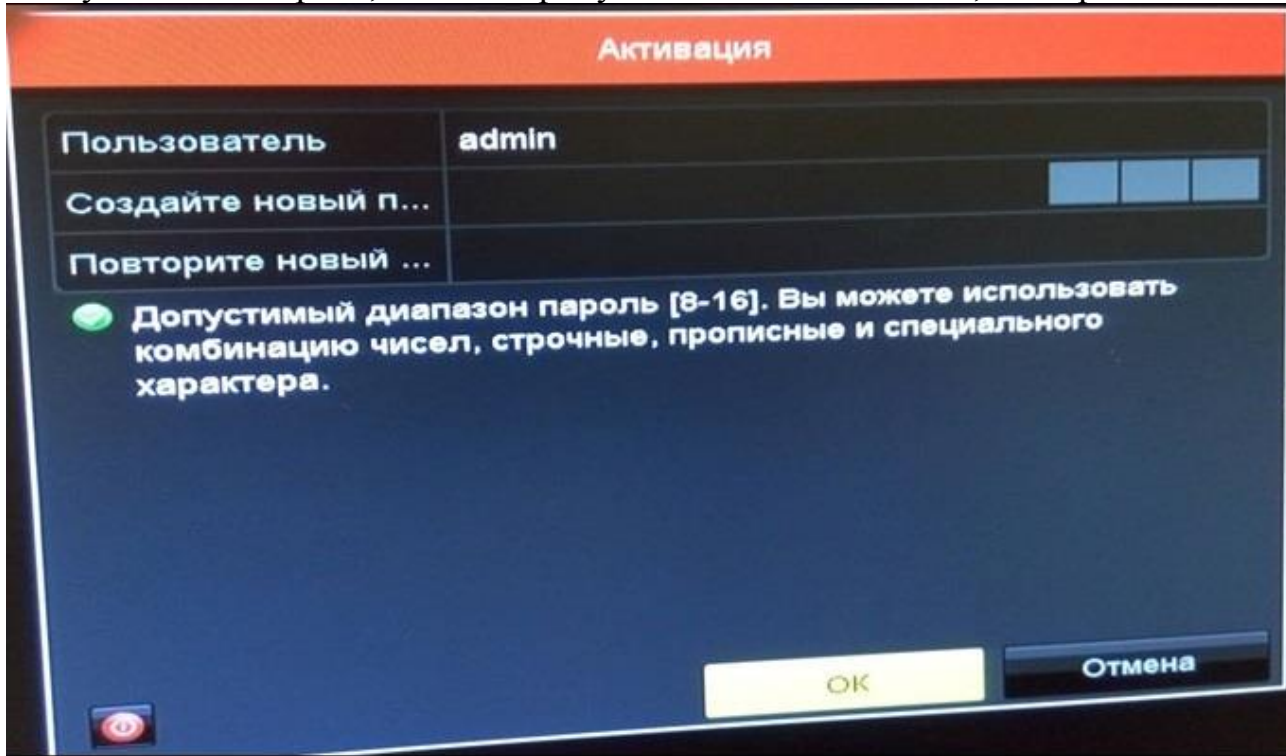 Активация
Пользователь admin
Создайте новый п...
Повторите новый ...
Допустимый диапазон пароль [8-16]. Вы можете использовать
комбинацию чисел, строчные, прописные и специального
характера.
OK Отмена